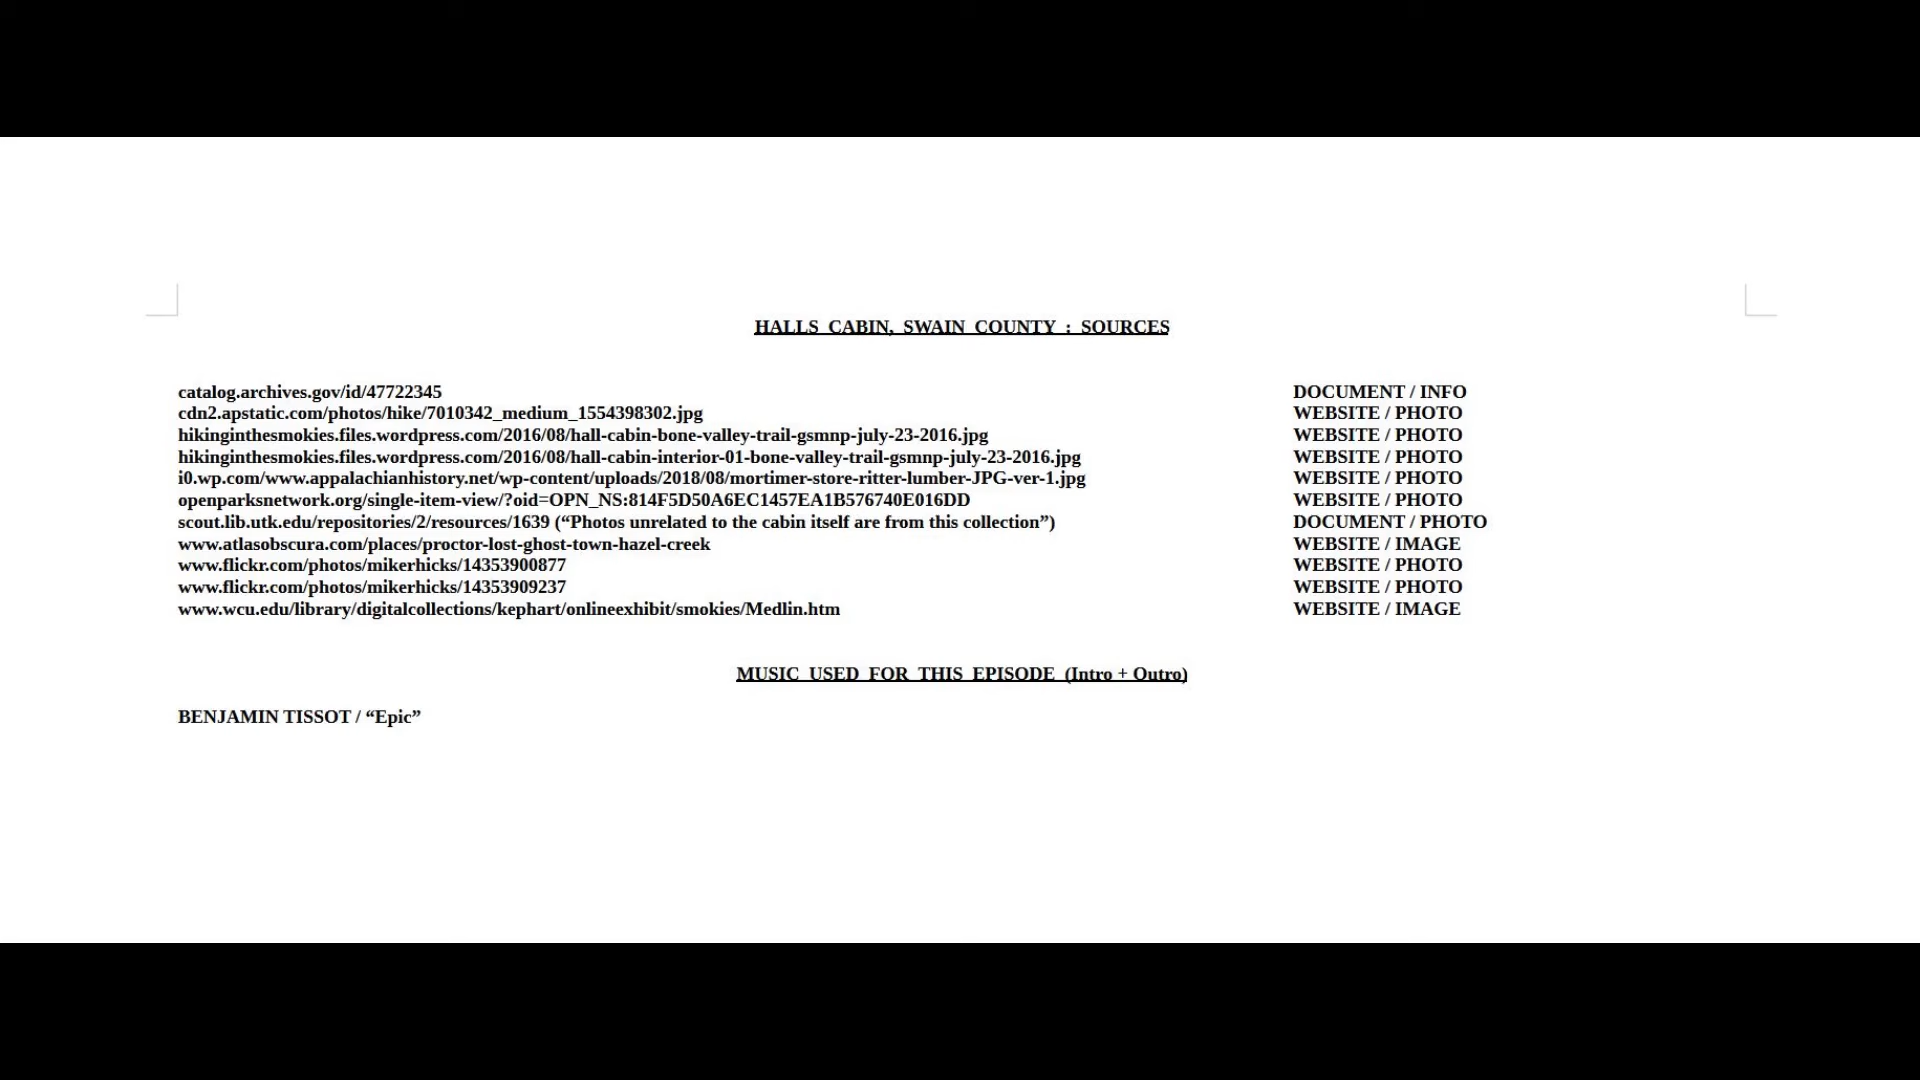 HALLS CABIN, SWAIN COUNTY : SOURCES
catalog.archives.gov/id/47722345 DOCUMENT / INFO
cdn2.apstatic.com/photos/hike/7010342_medium_1554398302.jpg WEBSITE / PHOTO
hikinginthesmokies.files.wordpress.com/2016/08/hall-cabin-bone-valley-trail-gsmnp-july-23-2016.jpg WEBSITE / PHOTO
hikinginthesmokies.files.wordpress.com/2016/08/hall-cabin-interior-01-bone-valley-trail-gsmnp-july-23-2016.jpg WEBSITE / PHOTO
i0.wp.com/www.appalachianhistory.net/wp-content/uploads/2018/08/mortimer-store-ritter-lumber-JPG-ver-1.jpg WEBSITE / PHOTO
openparksnetwork.org/single-item-view/?oid=OPN_NS:814F5D50A6EC1457EA1B576740E016DD WEBSITE / PHOTO
scout.lib.utk.edu/repositories/2/resources/1639 (“Photos unrelated to the cabin itself are from this collection”) DOCUMENT / PHOTO
www.atlasobscura.com/places/proctor-lost-ghost-town-hazel-creek WEBSITE / IMAGE
www.flickr.com/photos/mikerhicks/14353900877 WEBSITE / PHOTO
www.flickr.com/photos/mikerhicks/14353909237 WEBSITE / PHOTO
www.wcu.edu/library/digitalcollections/kephart/onlineexhibit/smokies/Medlin.htm WEBSITE / IMAGE
MUSIC USED FOR THIS EPISODE (Intro + Outro)
BENJAMIN TISSOT / “Epic”